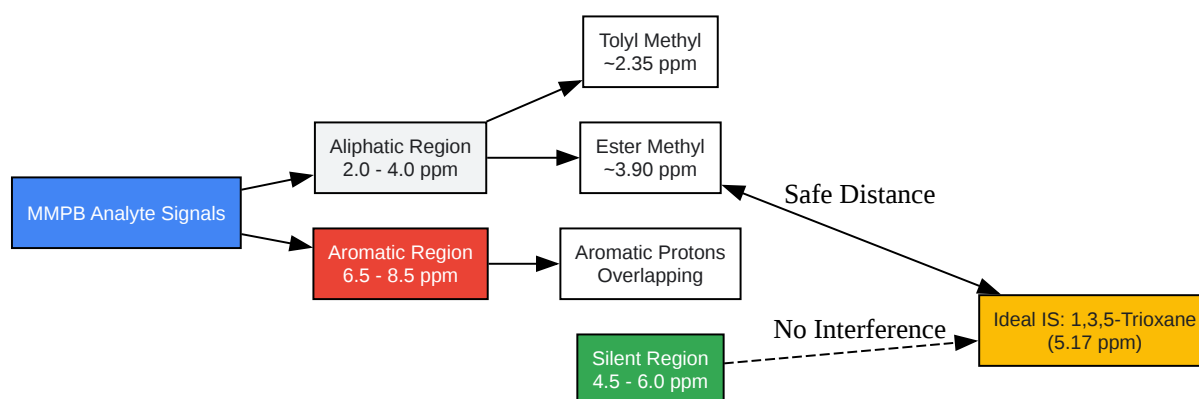 Tolyl Methyl
~2.35 ppm
Aliphatic Region
2.0 - 4.0 ppm
Ester Methyl
~3.90 ppm
MMPB Analyte Signals
Safe Distance
Aromatic Region
6.5 - 8.5 ppm
Aromatic Protons
Overlapping
Ideal IS: 1,3,5-Trioxane
(5.17 ppm)
No Interference
Silent Region
4.5 - 6.0 ppm